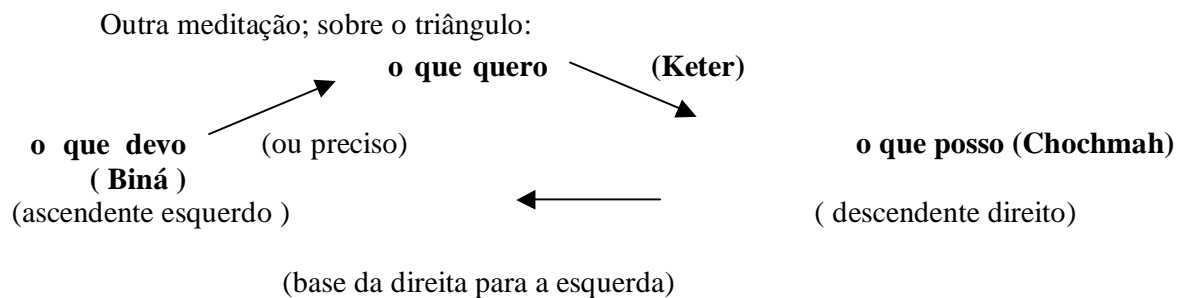 Outra meditação; sobre o triângulo:
o que quero (Keter)
o que devo (ou preciso) o que posso (Chochmah)
( Biná )
(ascendente esquerdo ) ( descendente direito)
(base da direita para a esquerda)